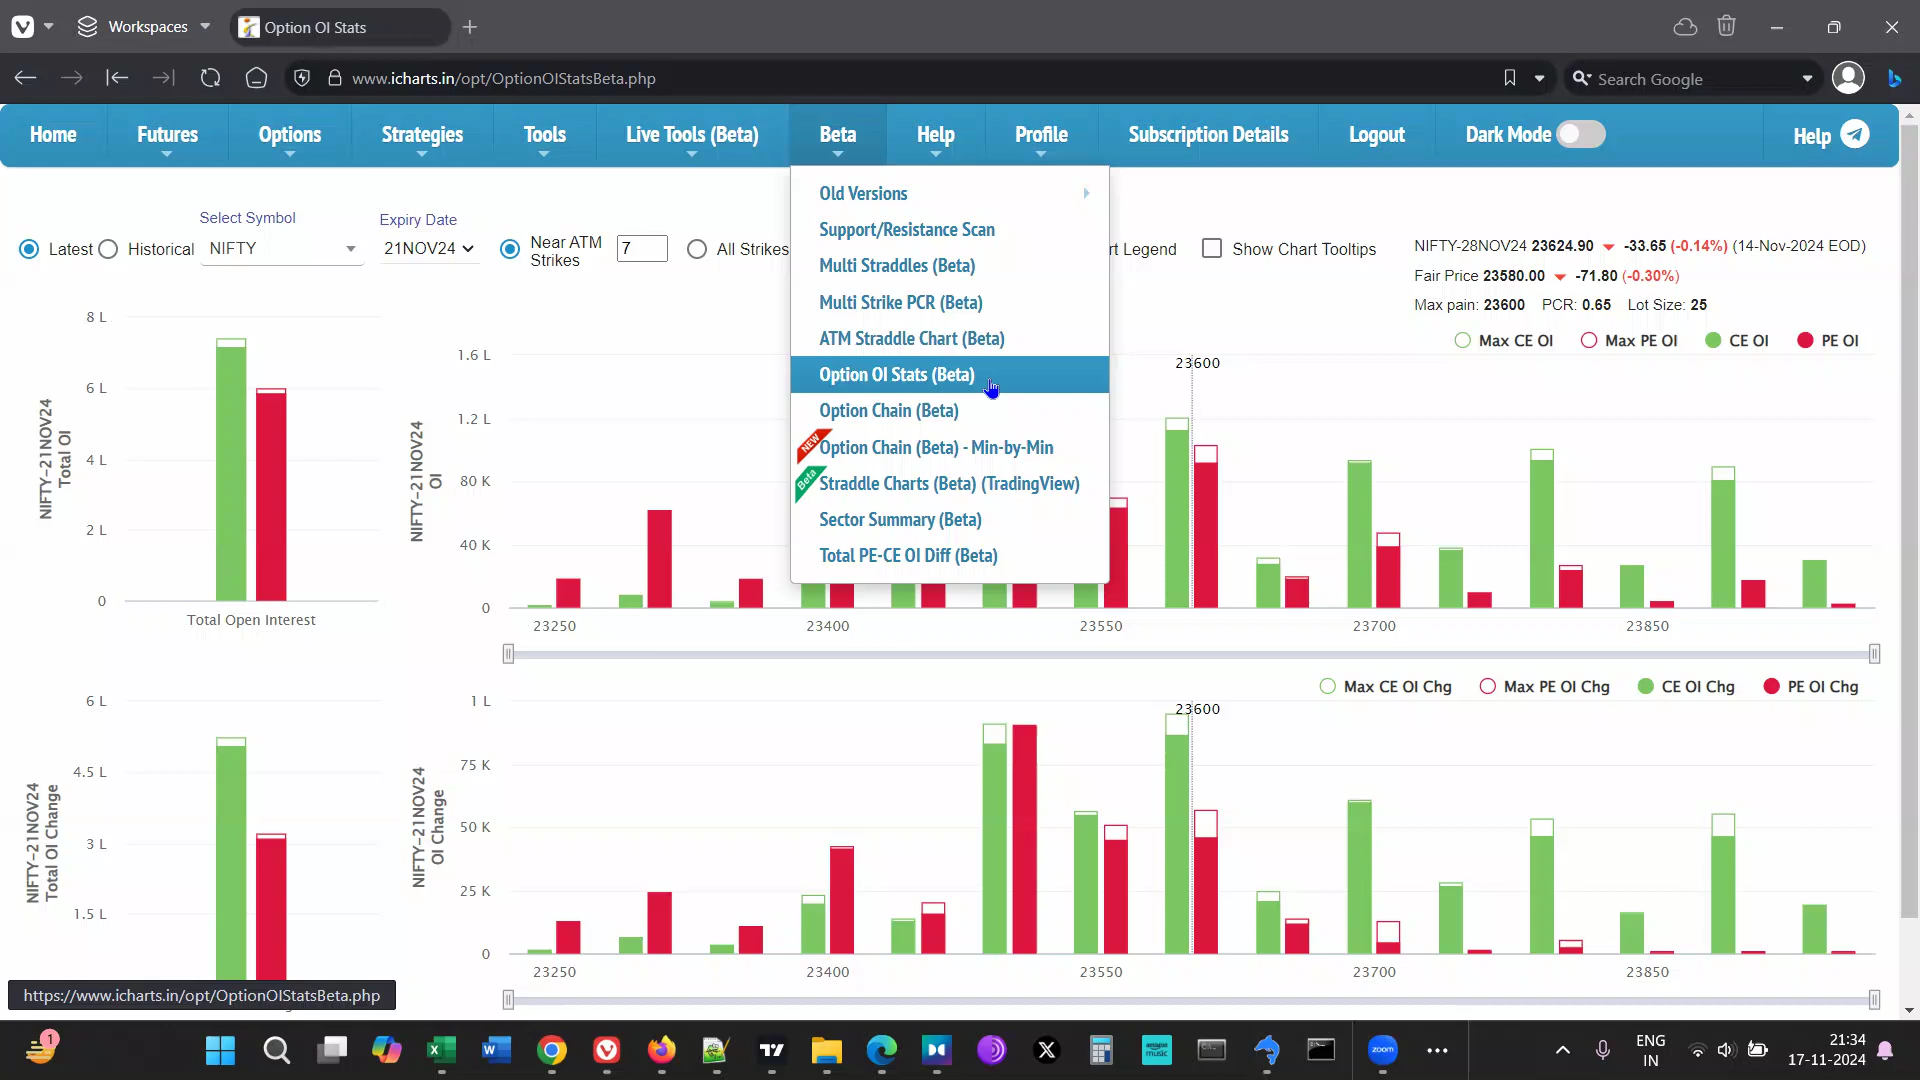 Workspaces
Option OI Stats
www.icharts.in/opt/OptionOIStatsBeta.php
Search Google
Home
Futures
Options
Strategies
Tools
Live Tools (Beta)
Beta
Help
Profile
Subscription Details
Logout
Dark Mode
Help
Old Versions
Support/Resistance Scan
Multi Straddles (Beta)
Multi Strike PCR (Beta)
ATM Straddle Chart (Beta)
Option OI Stats (Beta)
Option Chain (Beta)
NEW
Option Chain (Beta) - Min-by-Min
Beta
Straddle Charts (Beta) (TradingView)
Sector Summary (Beta)
Total PE-CE OI Diff (Beta)
Select Symbol
Expiry Date
Latest
Historical
NIFTY
21NOV24
Near ATM
Strikes
7
All Strikes
rt Legend
Show Chart Tooltips
NIFTY-28NOV24 23624.90 ▼ -33.65 (-0.14%) (14-Nov-2024 EOD)
Fair Price 23580.00 ▼ -71.80 (-0.30%)
Max pain: 23600 PCR: 0.65 Lot Size: 25
Max CE OI
Max PE OI
CE OI
PE OI
NIFTY-21NOV24
Total OI
8 L
6 L
4 L
2 L
0
Total Open Interest
NIFTY-21NOV24
OI
1.6 L
1.2 L
80 K
40 K
0
23600
23250
23400
23550
23700
23850
Max CE OI Chg
Max PE OI Chg
CE OI Chg
PE OI Chg
NIFTY-21NOV24
Total OI Change
6 L
4.5 L
3 L
1.5 L
NIFTY-21NOV24
OI Change
1 L
75 K
50 K
25 K
0
23600
23250
23400
23550
23700
23850
https://www.icharts.in/opt/OptionOIStatsBeta.php
1
amazon
music
zoom
ENG
IN
21:34
17-11-2024